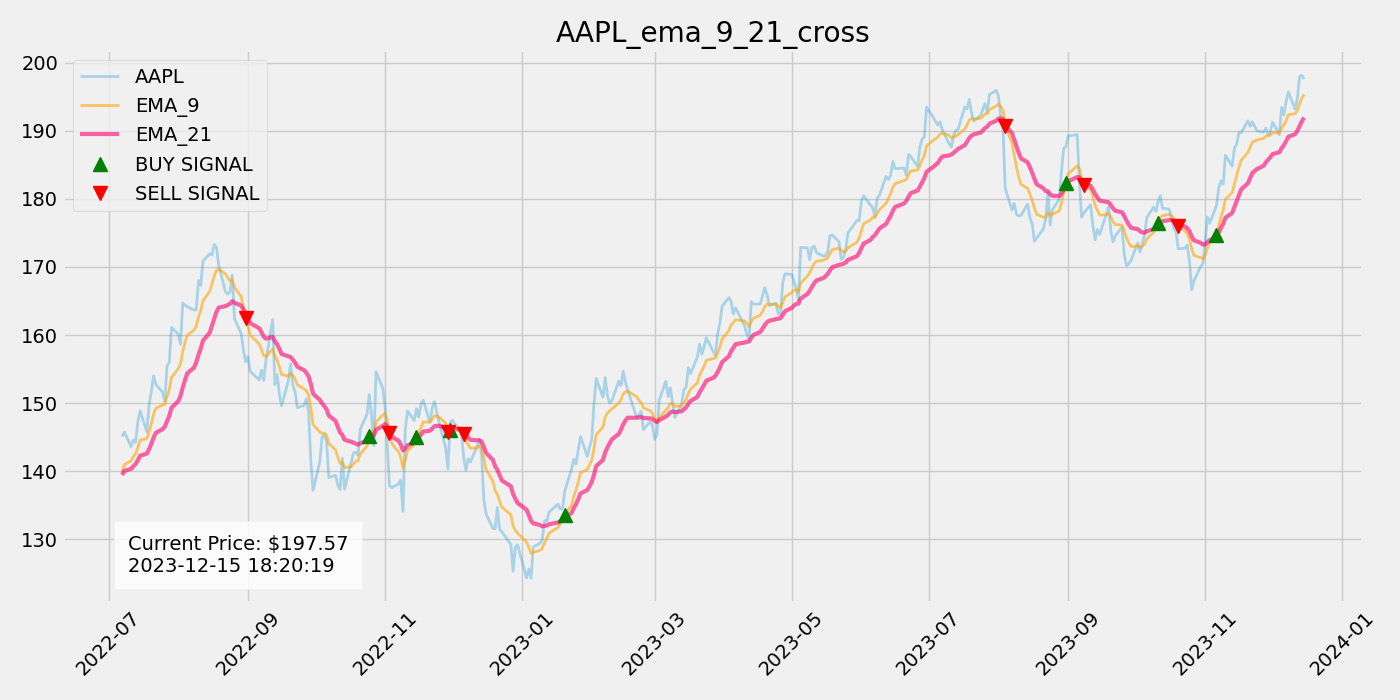 AAPL_ema_9_21_cross
200
190
180
170
160
150
140
130
AAPL
EMA_9
EMA_21
BUY SIGNAL
SELL SIGNAL
Current Price: $197.57
2023-12-15 18:20:19
2022-07
2022-09
2022-11
2023-01
2023-03
2023-05
2023-07
2023-09
2023-11
2024-01